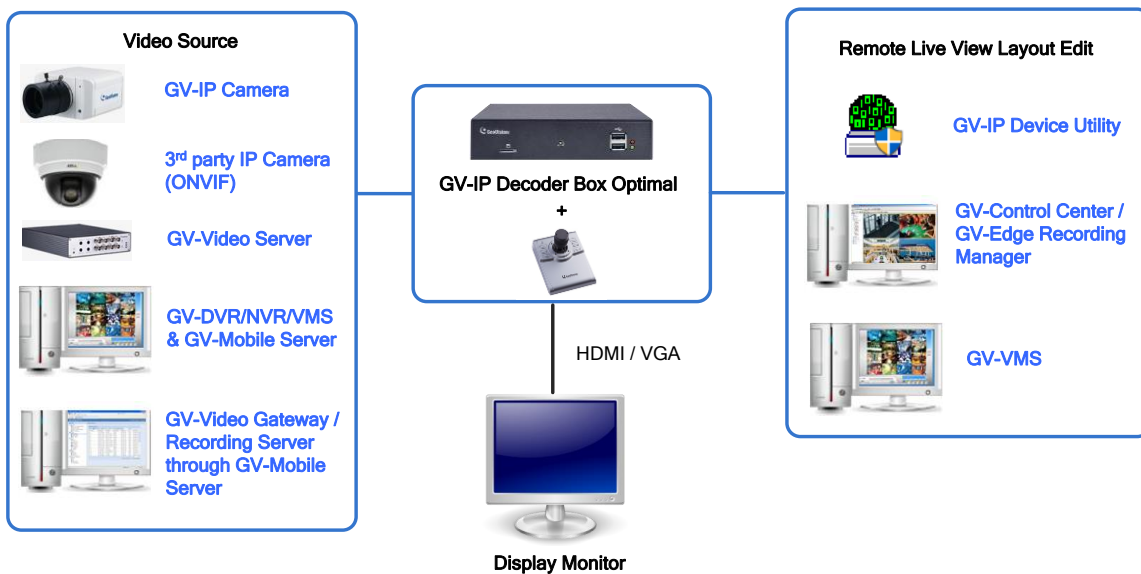 Video Source
GV-IP Camera
3rd party IP Camera
(ONVIF)
GV-Video Server
GV-DVR/NVR/VMS
& GV-Mobile Server
GV-Video Gateway /
Recording Server
through GV-Mobile
Server
GeoVision
GV-IP Decoder Box Optimal
+
HDMI / VGA
Display Monitor
Remote Live View Layout Edit
GV-IP Device Utility
GV-Control Center /
GV-Edge Recording
Manager
GV-VMS